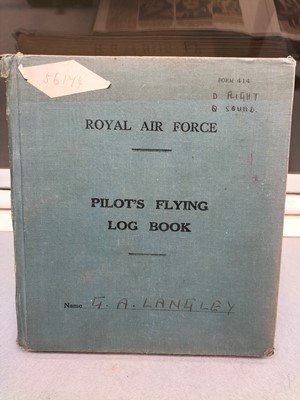 FORM 414
D FLIGHT
ROYAL AIR FORCE
PILOT'S FLYING
LOG BOOK
Name G. A. LANGLEY